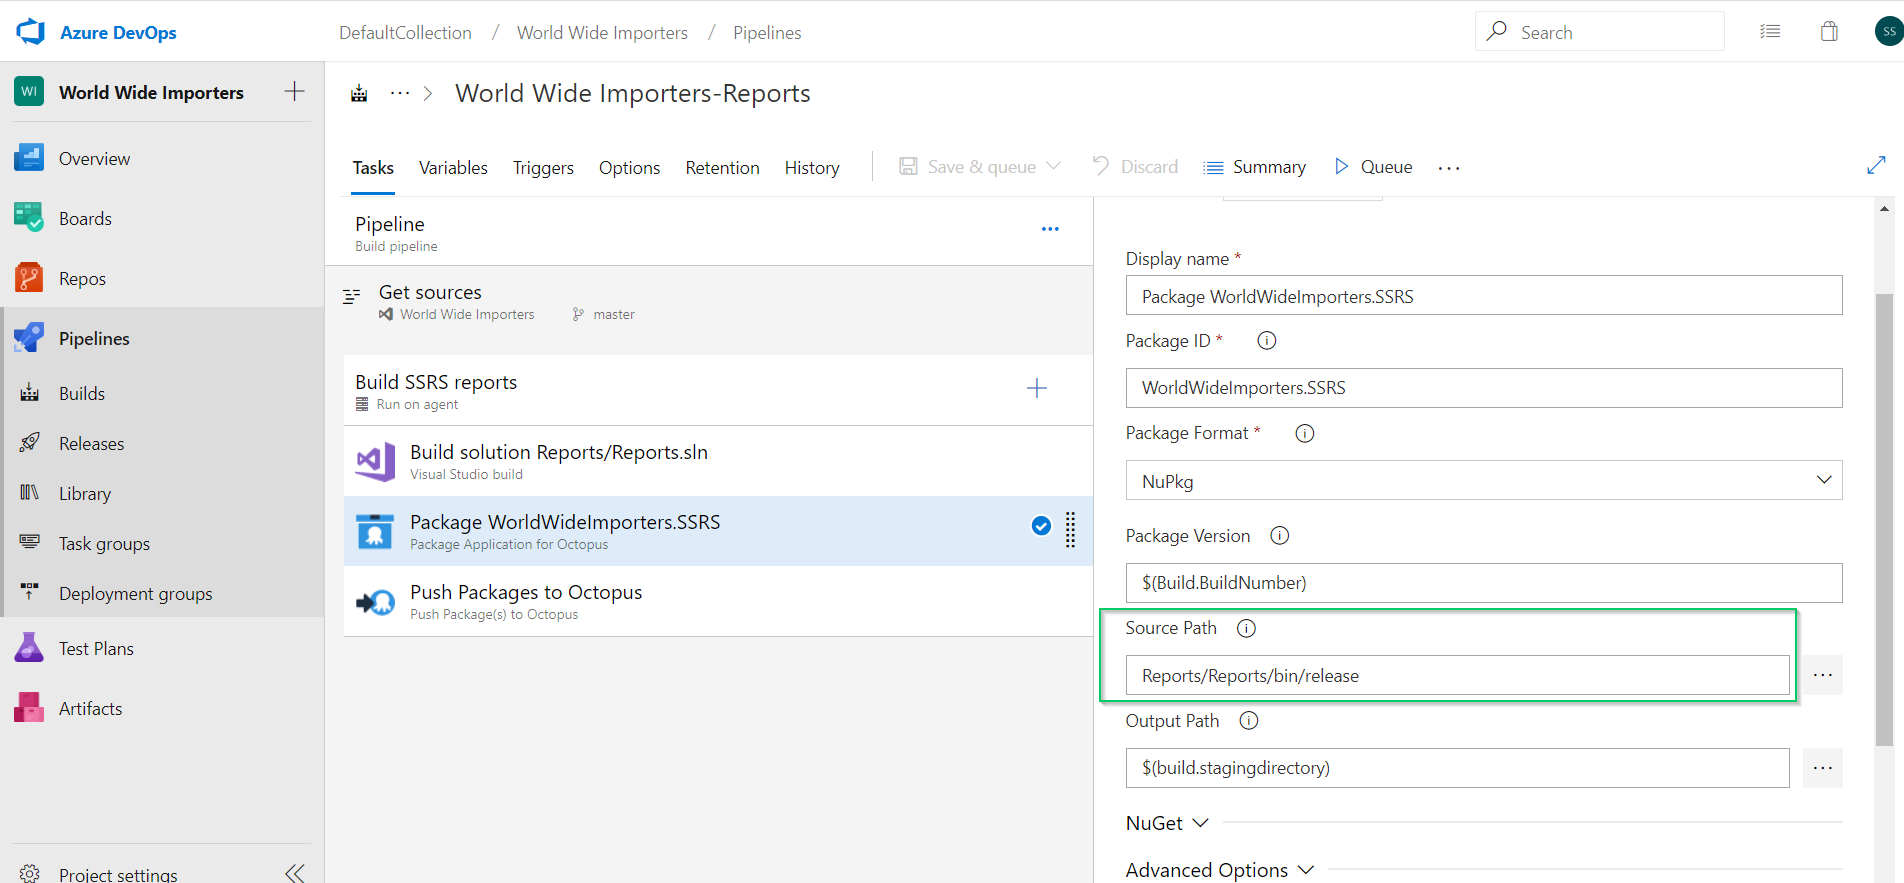 Azure DevOps
DefaultCollection / World Wide Importers / Pipelines
Search
SS
WI
World Wide Importers
Overview
Boards
Repos
Pipelines
Builds
Releases
Library
Task groups
Deployment groups
Test Plans
Artifacts
Project settings
··· > World Wide Importers-Reports
Tasks Variables Triggers Options Retention History Save & queue Discard Summary Queue ···
Pipeline
Build pipeline
Get sources
World Wide Importers master
Build SSRS reports
Run on agent
Build solution Reports/Reports.sln
Visual Studio build
Package WorldWideImporters.SSRS
Package Application for Octopus
Push Packages to Octopus
Push Package(s) to Octopus
Display name *
Package WorldWideImporters.SSRS
Package ID *
WorldWideImporters.SSRS
Package Format *
NuPkg
Package Version
$(Build.BuildNumber)
Source Path
Reports/Reports/bin/release
Output Path
$(build.stagingdirectory)
NuGet
Advanced Options